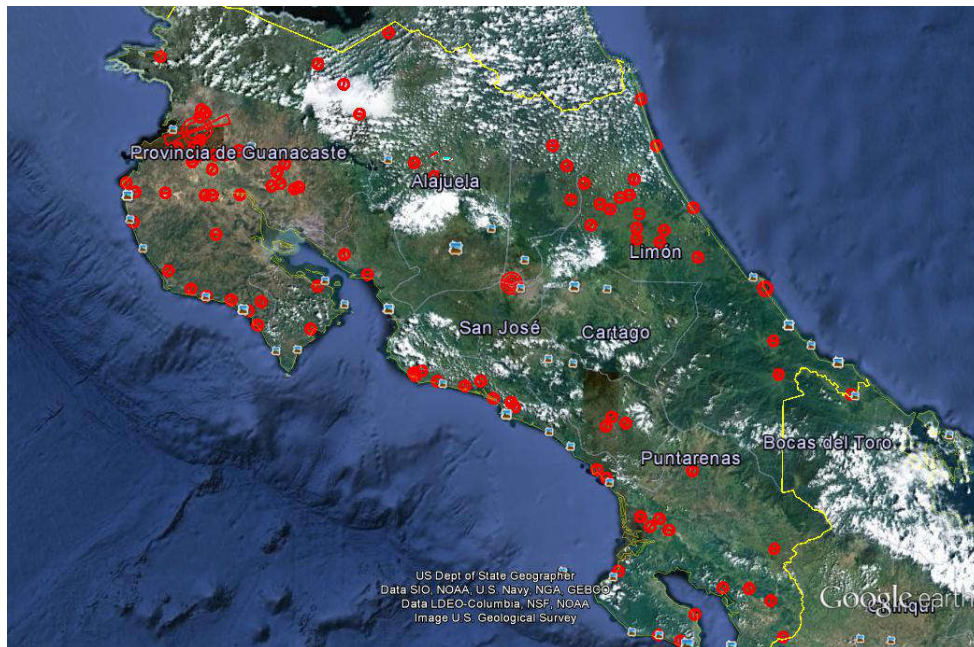 Provincia de Guanacaste
Alajuela
Limón
San José
Cartago
Bocas del Toro
Puntarenas
US Dept of State Geographer
Data SIO, NOAA, U.S. Navy, NGA, GEBCO
Data LDEO-Columbia, NSF, NOAA
Image U.S. Geological Survey
Google earth
Chiriquí